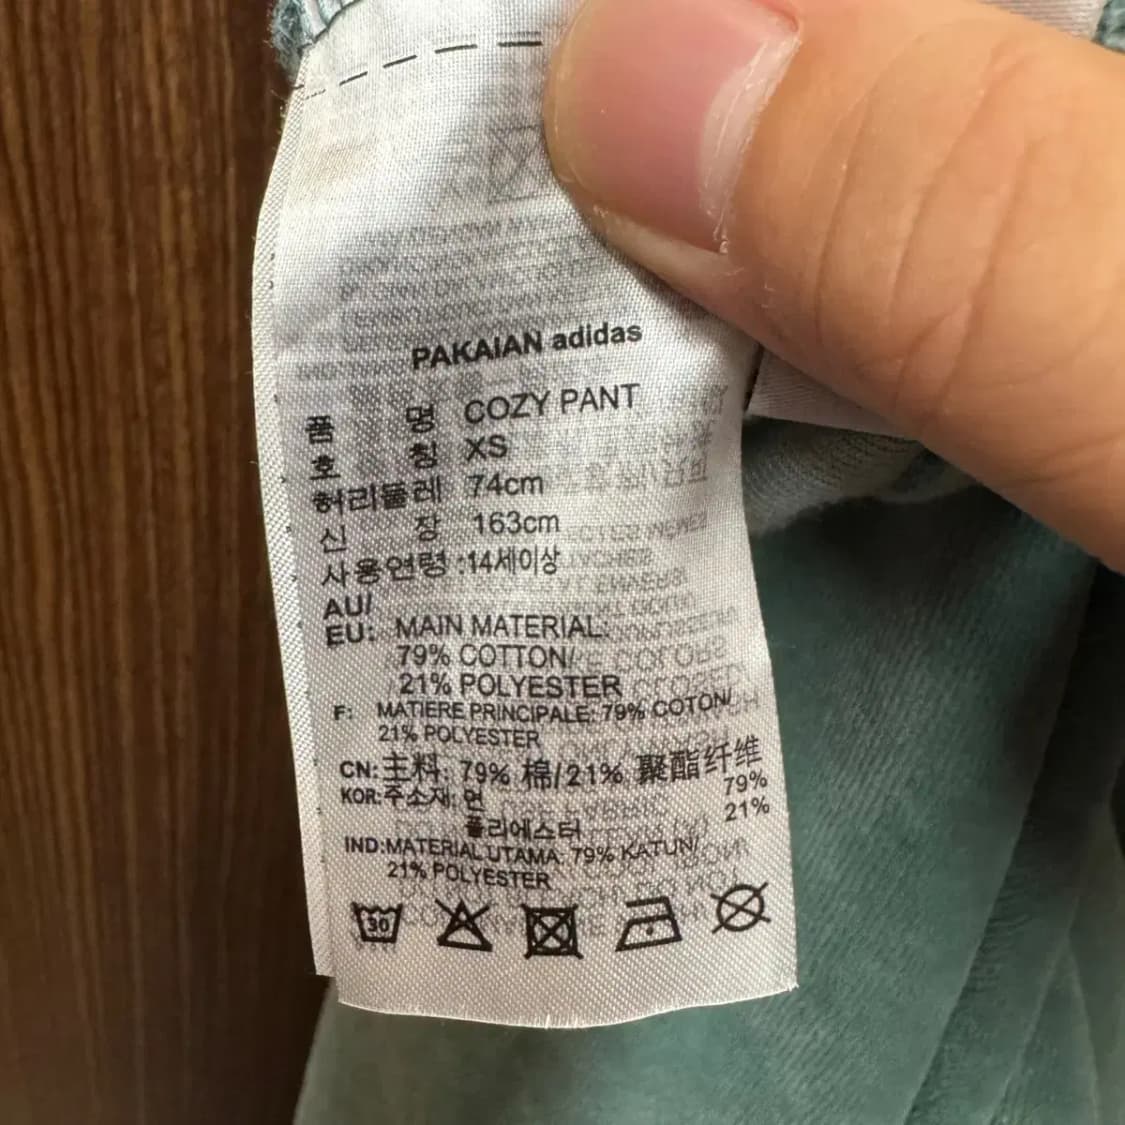 PAKAIAN adidas
품 명 COZY PANT
호 칭 XS
허리둘레 74cm
신 장 163cm
사용연령 :14세이상
AU/
EU: MAIN MATERIAL:
79% COTTON/
21% POLYESTER
F: MATIERE PRINCIPALE: 79% COTON/
21% POLYESTER
CN:主料: 79% 棉/21% 聚酯纤维
KOR:주소재: 면 79%
폴리에스터 21%
IND:MATERIAL UTAMA: 79% KATUN/
21% POLYESTER
30